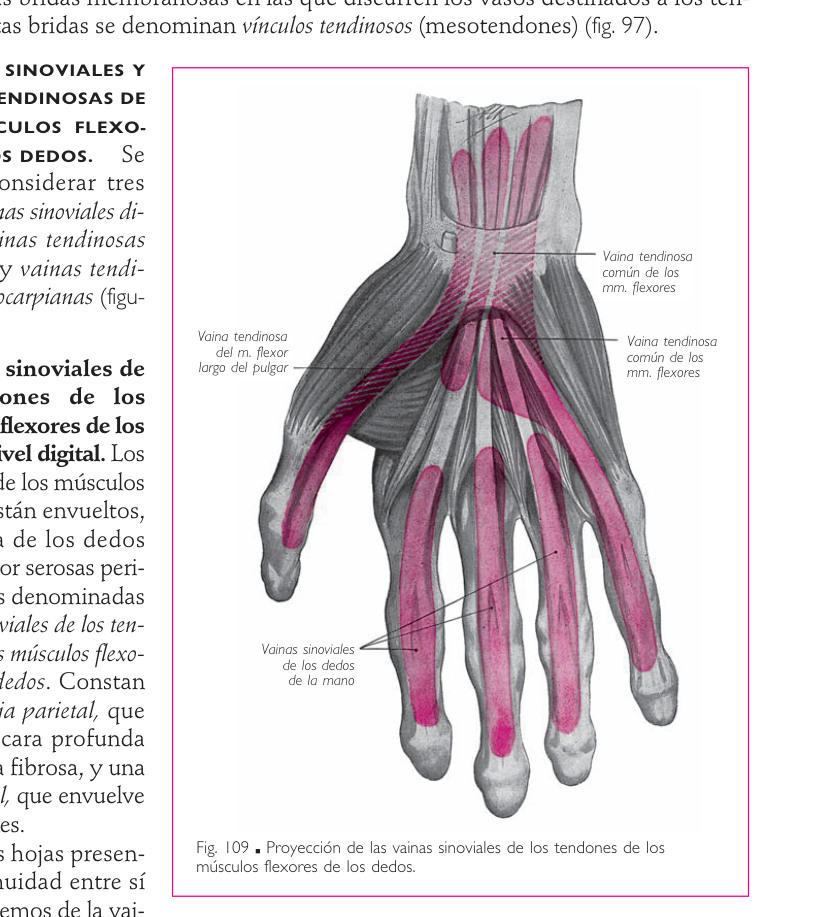 as bridas membranosas en las que discurren los vasos destinados a los ten-
tas bridas se denominan vínculos tendinosos (mesotendones) (fig. 97).
SINOVIALES Y
ENDINOSAS DE
CULOS FLEXO-
OS DEDOS. Se
onsiderar tres
nas sinoviales di-
inas tendinosas
y vainas tendi-
ocarpianas (figu-
sinoviales de
ones de los
flexores de los
ivel digital. Los
de los músculos
stán envueltos,
a de los dedos
or serosas peri-
s denominadas
viales de los ten-
s músculos flexo-
dedos. Constan
ja parietal, que
cara profunda
a fibrosa, y una
l, que envuelve
es.
s hojas presen-
nuidad entre sí
emos de la vai-
Vaina tendinosa
común de los
mm. flexores
Vaina tendinosa
del m. flexor
largo del pulgar
Vaina tendinosa
común de los
mm. flexores
Vainas sinoviales
de los dedos
de la mano
Fig. 109 ■ Proyección de las vainas sinoviales de los tendones de los
músculos flexores de los dedos.